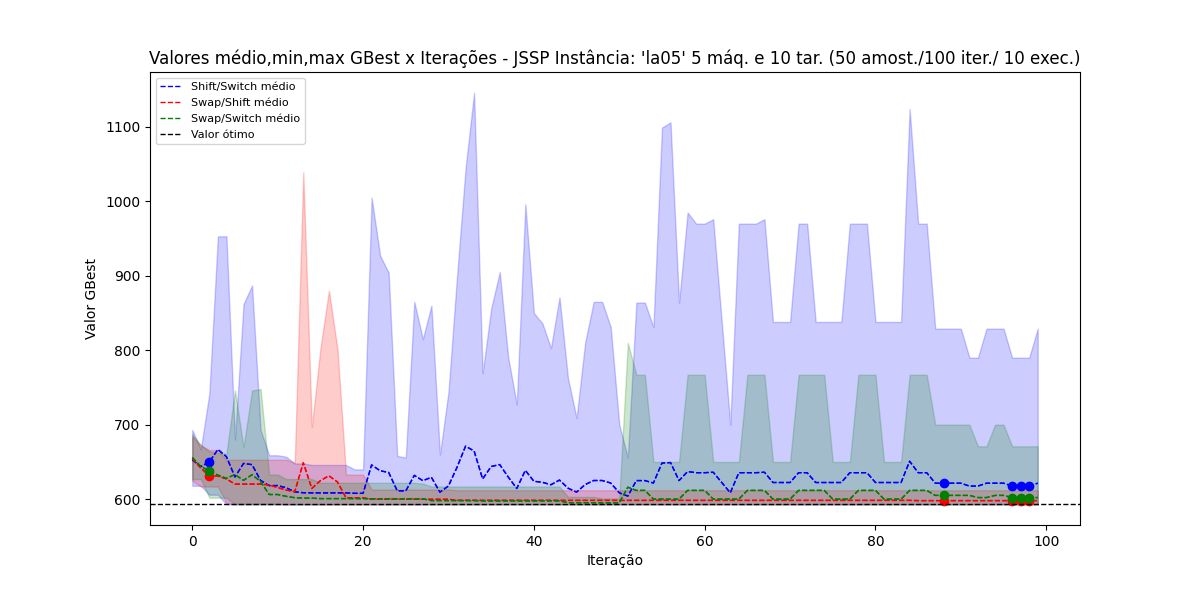 Valores médio,min,max GBest x Iterações - JSSP Instância: 'la05' 5 máq. e 10 tar. (50 amost./100 iter./ 10 exec.)
Shift/Switch médio
Swap/Shift médio
Swap/Switch médio
Valor ótimo
Valor GBest
1100
1000
900
800
700
600
0 20 40 60 80 100
Iteração